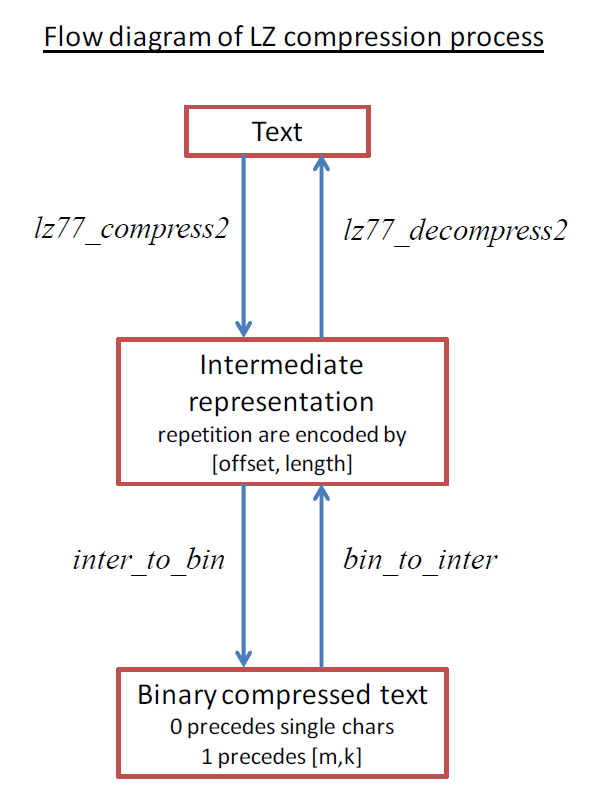 Flow diagram of LZ compression process
Text
lz77_compress2
lz77_decompress2
Intermediate
representation
repetition are encoded by
[offset, length]
inter_to_bin
bin_to_inter
Binary compressed text
0 precedes single chars
1 precedes [m,k]